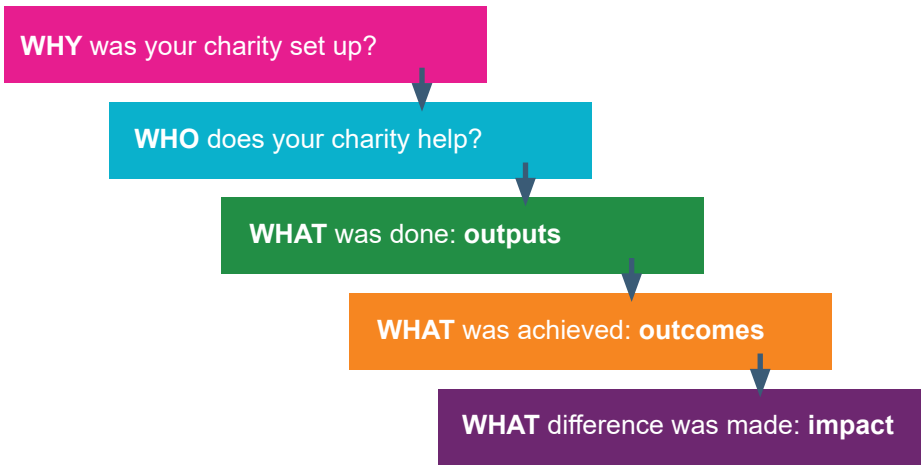 WHY was your charity set up?
WHO does your charity help?
WHAT was done: outputs
WHAT was achieved: outcomes
WHAT difference was made: impact